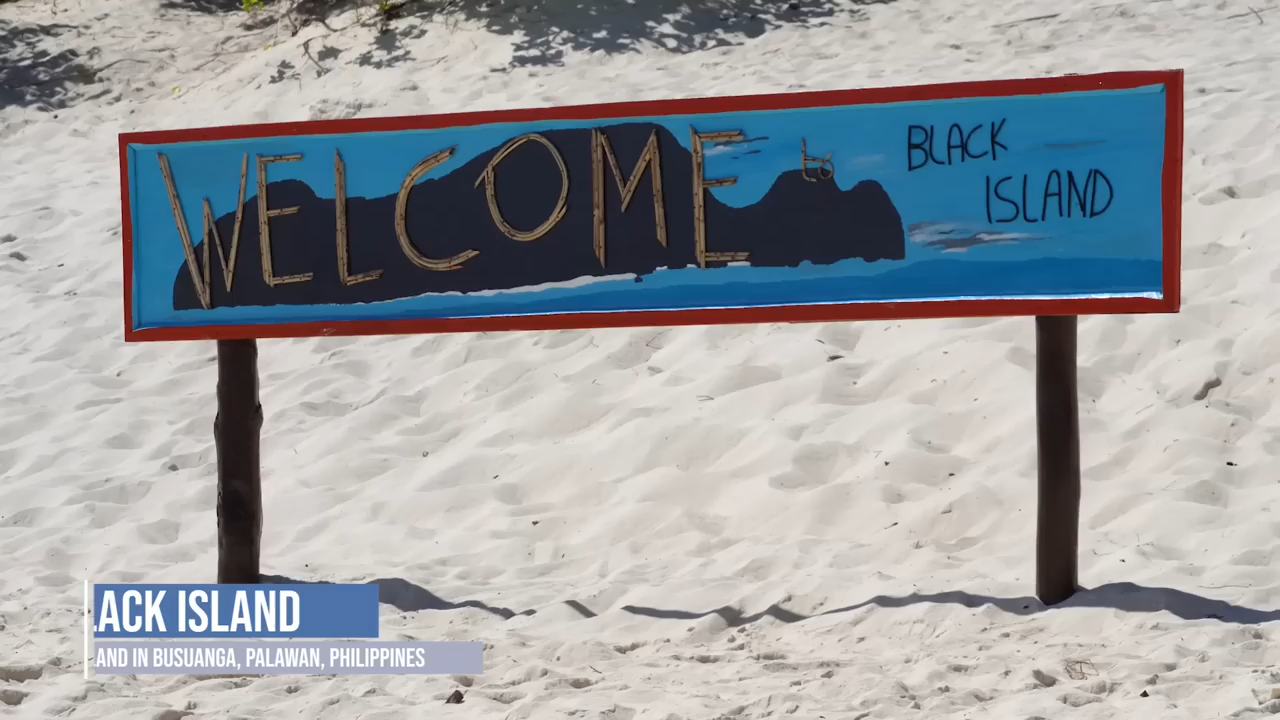 WELCOME to BLACK
ISLAND
ACK ISLAND
AND IN BUSUANGA, PALAWAN, PHILIPPINES